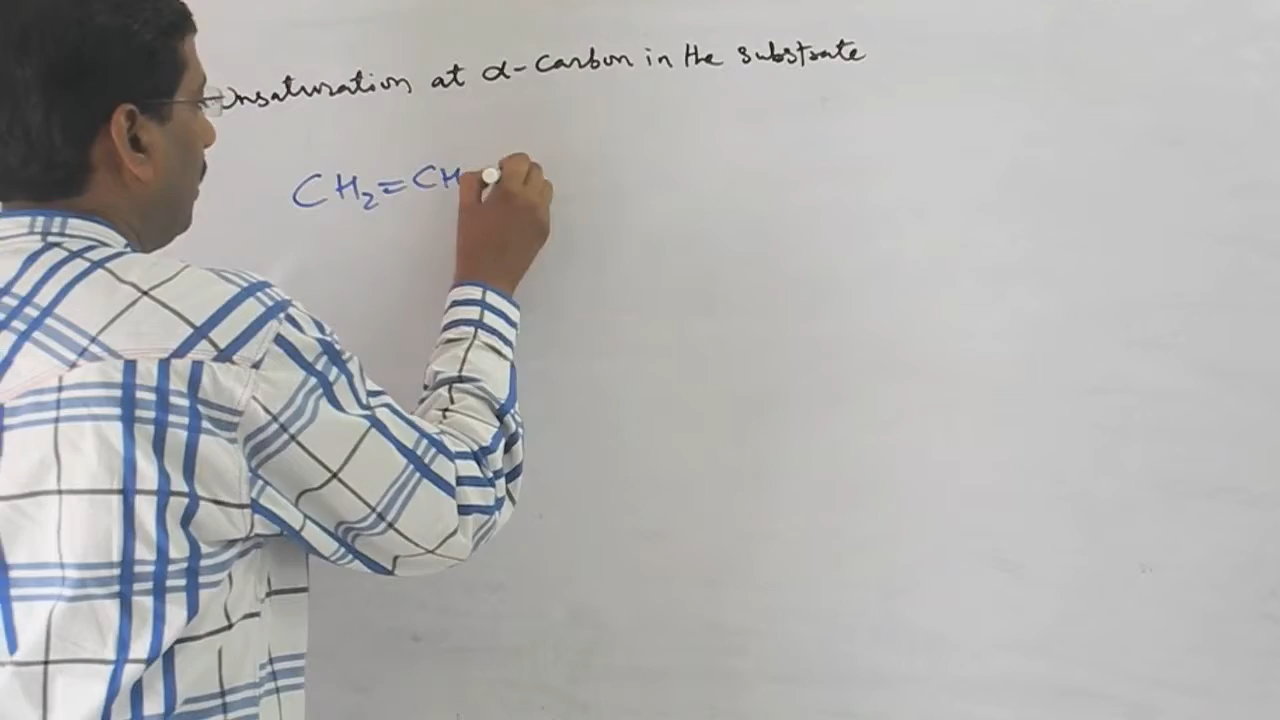 Unsaturation at α-Carbon in the substrate
CH₂=CH